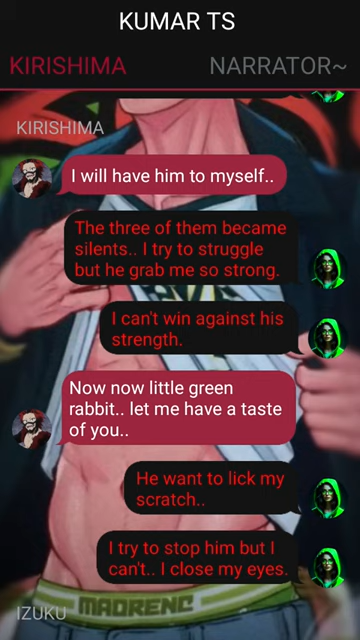 KUMAR TS
KIRISHIMA
NARRATOR~
KIRISHIMA
I will have him to myself..
The three of them became
silents.. I try to struggle
but he grab me so strong.
I can't win against his
strength.
Now now little green
rabbit.. let me have a taste
of you..
He want to lick my
scratch..
I try to stop him but I
can't.. I close my eyes.
IZUKU
MADRENC